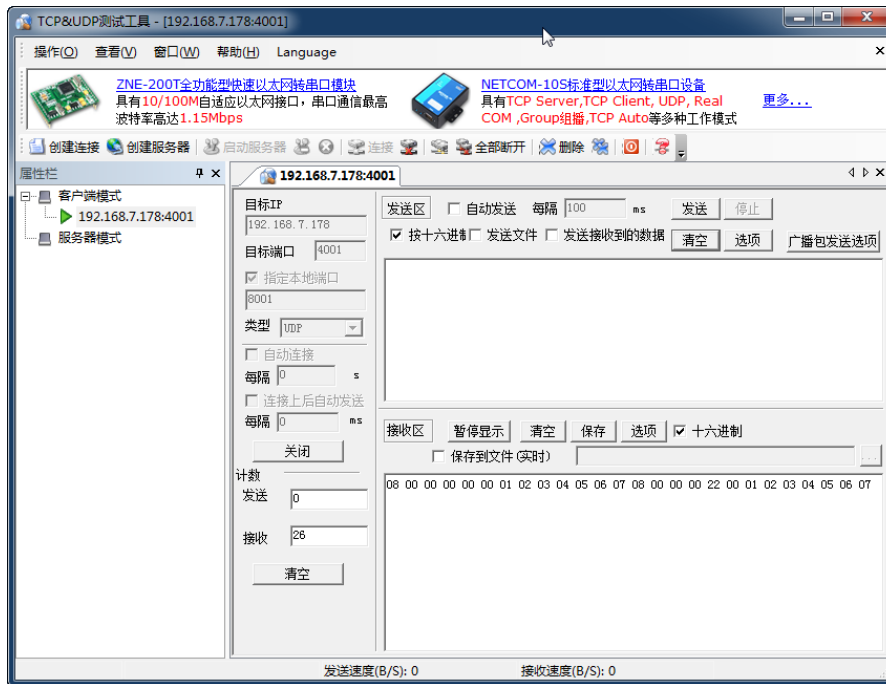 TCP&UDP测试工具 - [192.168.7.178:4001]
操作(O) 查看(V) 窗口(W) 帮助(H) Language
ZNE-200T全功能型快速以太网转串口模块
具有10/100M自适应以太网接口，串口通信最高
波特率高达1.15Mbps
NETCOM-10S标准型以太网转串口设备
具有TCP Server,TCP Client, UDP, Real
COM ,Group组播,TCP Auto等多种工作模式
更多...
创建连接 创建服务器 启动服务器 连接 全部断开 删除
属性栏
客户端模式
192.168.7.178:4001
服务器模式
192.168.7.178:4001
目标IP
192.168.7.178
目标端口 4001
指定本地端口
8001
类型 UDP
自动连接
每隔 0 s
连接上后自动发送
每隔 0 ms
关闭
计数
发送 0
接收 26
清空
发送区 自动发送 每隔 100 ms 发送 停止
按十六进制 发送文件 发送接收到的数据 清空 选项 广播包发送选项
接收区 暂停显示 清空 保存 选项 十六进制
保存到文件(实时) ...
08 00 00 00 00 00 01 02 03 04 05 06 07 08 00 00 00 22 00 01 02 03 04 05 06 07
发送速度(B/S): 0 接收速度(B/S): 0